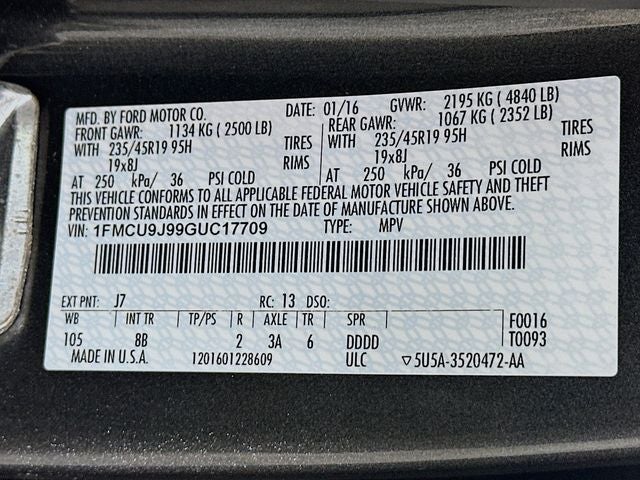 MFD. BY FORD MOTOR CO. DATE: 01/16 GVWR: 2195 KG ( 4840 LB)
FRONT GAWR: 1134 KG ( 2500 LB) REAR GAWR: 1067 KG ( 2352 LB)
WITH 235/45R19 95H TIRES WITH 235/45R19 95H TIRES
19x8J RIMS 19x8J RIMS
AT 250 kPa/ 36 PSI COLD AT 250 kPa/ 36 PSI COLD
THIS VEHICLE CONFORMS TO ALL APPLICABLE FEDERAL MOTOR VEHICLE SAFETY AND THEFT
PREVENTION STANDARDS IN EFFECT ON THE DATE OF MANUFACTURE SHOWN ABOVE.
VIN: 1FMCU9J99GUC17709 TYPE: MPV
EXT PNT: J7 RC: 13 DSO:
WB INT TR TP/PS R AXLE TR SPR F0016
105 8B 2 3A 6 DDDD T0093
MADE IN U.S.A. 1201601228609 ULC ▽5U5A-3520472-AA